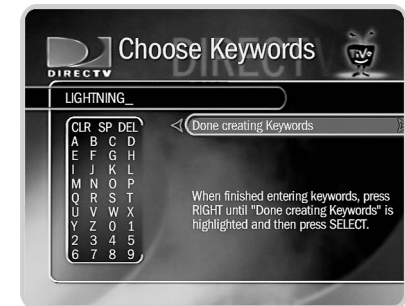 Choose Keywords
TiVo
DIRECTV
LIGHTNING_
CLR SP DEL
A B C D
E F G H
I J K L
M N O P
Q R S T
U V W X
Y Z 0 1
2 3 4 5
6 7 8 9
Done creating Keywords
When finished entering keywords, press
RIGHT until "Done creating Keywords" is
highlighted and then press SELECT.